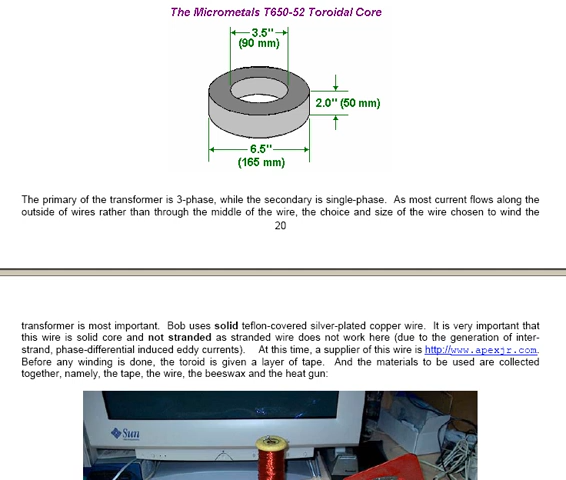 The Micrometals T650-52 Toroidal Core
3.5"
(90 mm)
2.0" (50 mm)
6.5"
(165 mm)
The primary of the transformer is 3-phase, while the secondary is single-phase. As most current flows along the
outside of wires rather than through the middle of the wire, the choice and size of the wire chosen to wind the
20
transformer is most important. Bob uses solid teflon-covered silver-plated copper wire. It is very important that
this wire is solid core and not stranded as stranded wire does not work here (due to the generation of inter-
strand, phase-differential induced eddy currents). At this time, a supplier of this wire is http://www.apexjr.com.
Before any winding is done, the toroid is given a layer of tape. And the materials to be used are collected
together, namely, the tape, the wire, the beeswax and the heat gun:
Sun